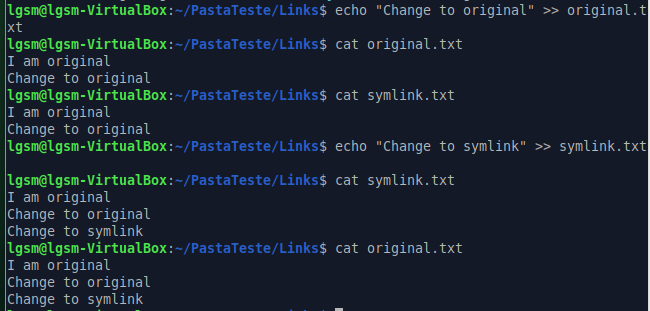 lgsm@lgsm-VirtualBox:~/PastaTeste/Links$ echo "Change to original" >> original.t
xt
lgsm@lgsm-VirtualBox:~/PastaTeste/Links$ cat original.txt
I am original
Change to original
lgsm@lgsm-VirtualBox:~/PastaTeste/Links$ cat symlink.txt
I am original
Change to original
lgsm@lgsm-VirtualBox:~/PastaTeste/Links$ echo "Change to symlink" >> symlink.txt
lgsm@lgsm-VirtualBox:~/PastaTeste/Links$ cat symlink.txt
I am original
Change to original
Change to symlink
lgsm@lgsm-VirtualBox:~/PastaTeste/Links$ cat original.txt
I am original
Change to original
Change to symlink